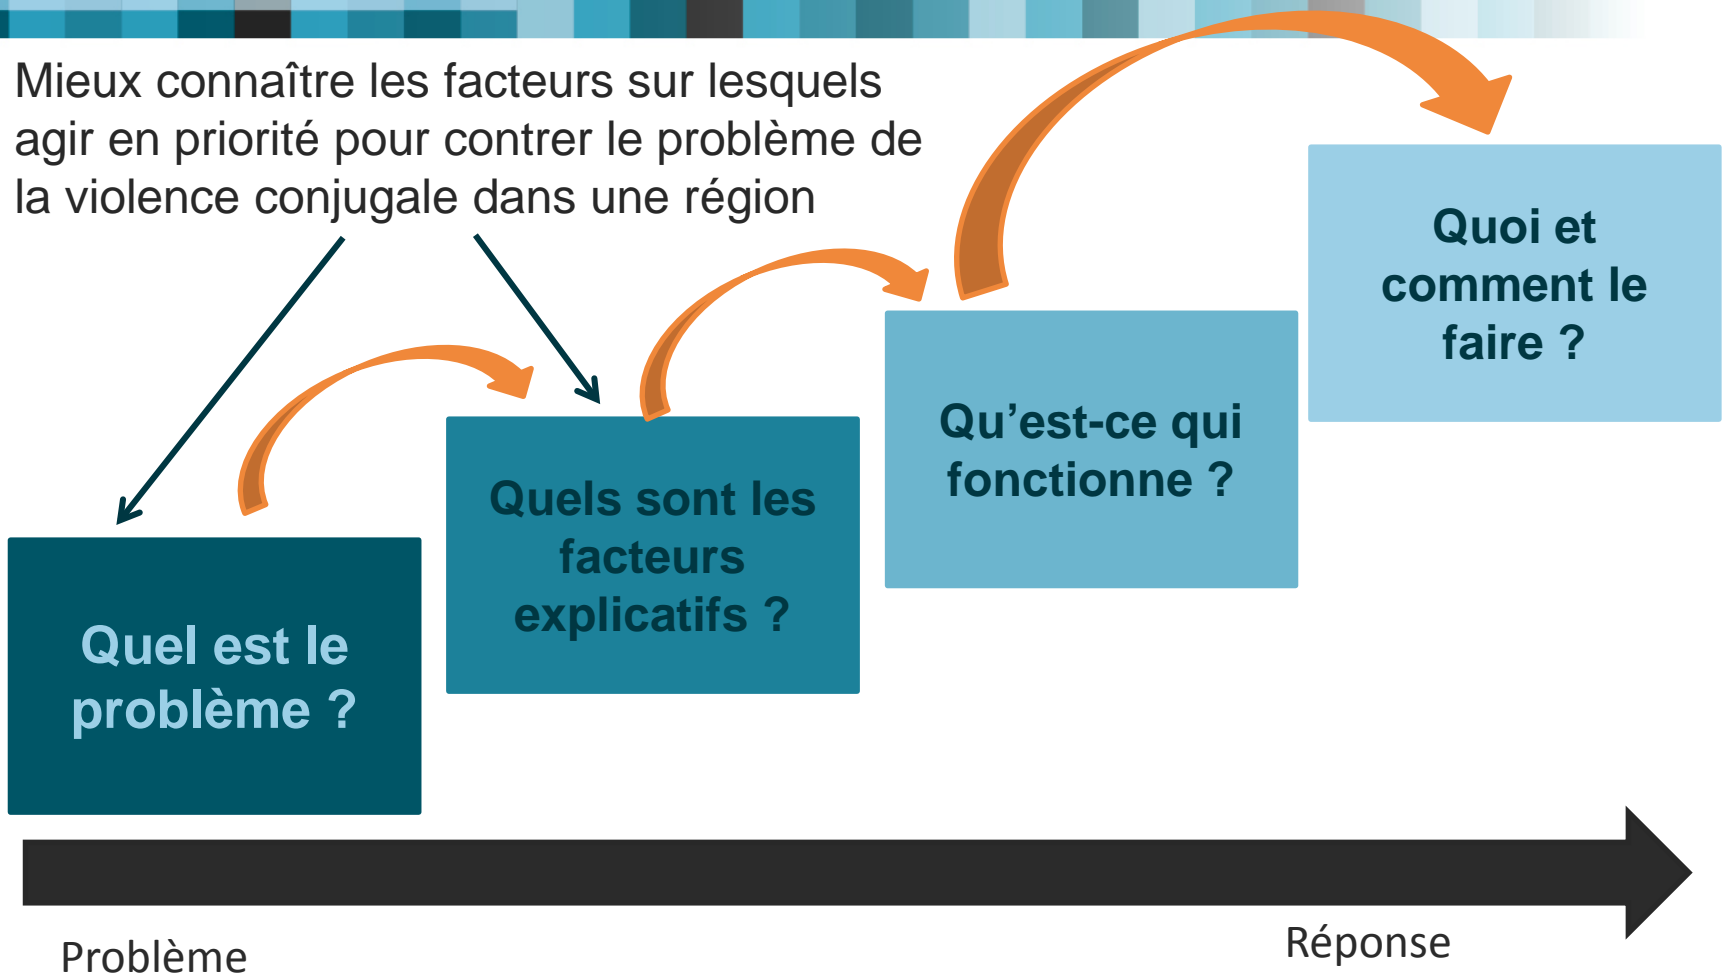 Mieux connaître les facteurs sur lesquels
agir en priorité pour contrer le problème de
la violence conjugale dans une région
Quel est le
problème ?
Quels sont les
facteurs
explicatifs ?
Qu’est-ce qui
fonctionne ?
Quoi et
comment le
faire ?
Problème
Réponse